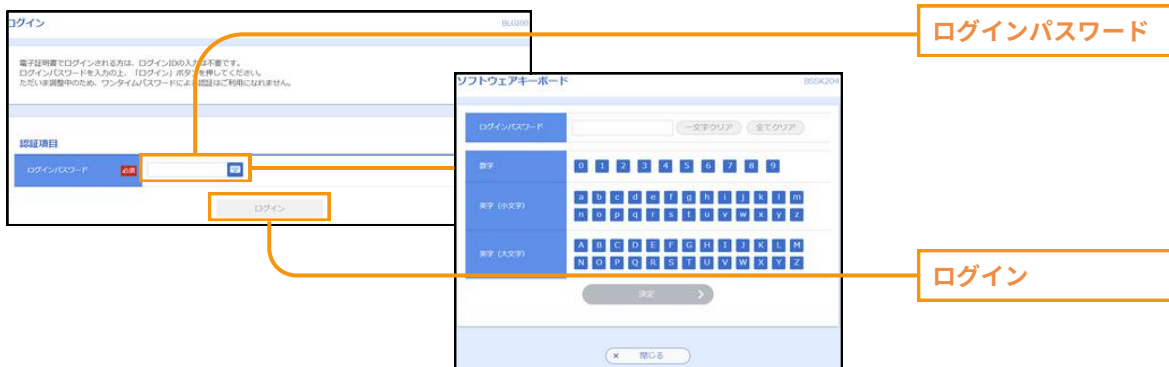 ログイン
BLGI00
電子証明書でログインされる方は、ログインIDの入力は不要です。
ログインパスワードを入力の上、「ログイン」ボタンを押してください。
ただいま調整中のため、ワンタイムパスワードによる認証はご利用になれません。
認証項目
ログインパスワード 必須
ログイン
ソフトウェアキーボード
BSSK204
ログインパスワード 一文字クリア 全てクリア
数字 0 1 2 3 4 5 6 7 8 9
英字（小文字）
a b c d e f g h i j k l m
n o p q r s t u v w x y z
英字（大文字）
A B C D E F G H I J K L M
N O P Q R S T U V W X Y Z
決定
× 閉じる
ログインパスワード
ログイン